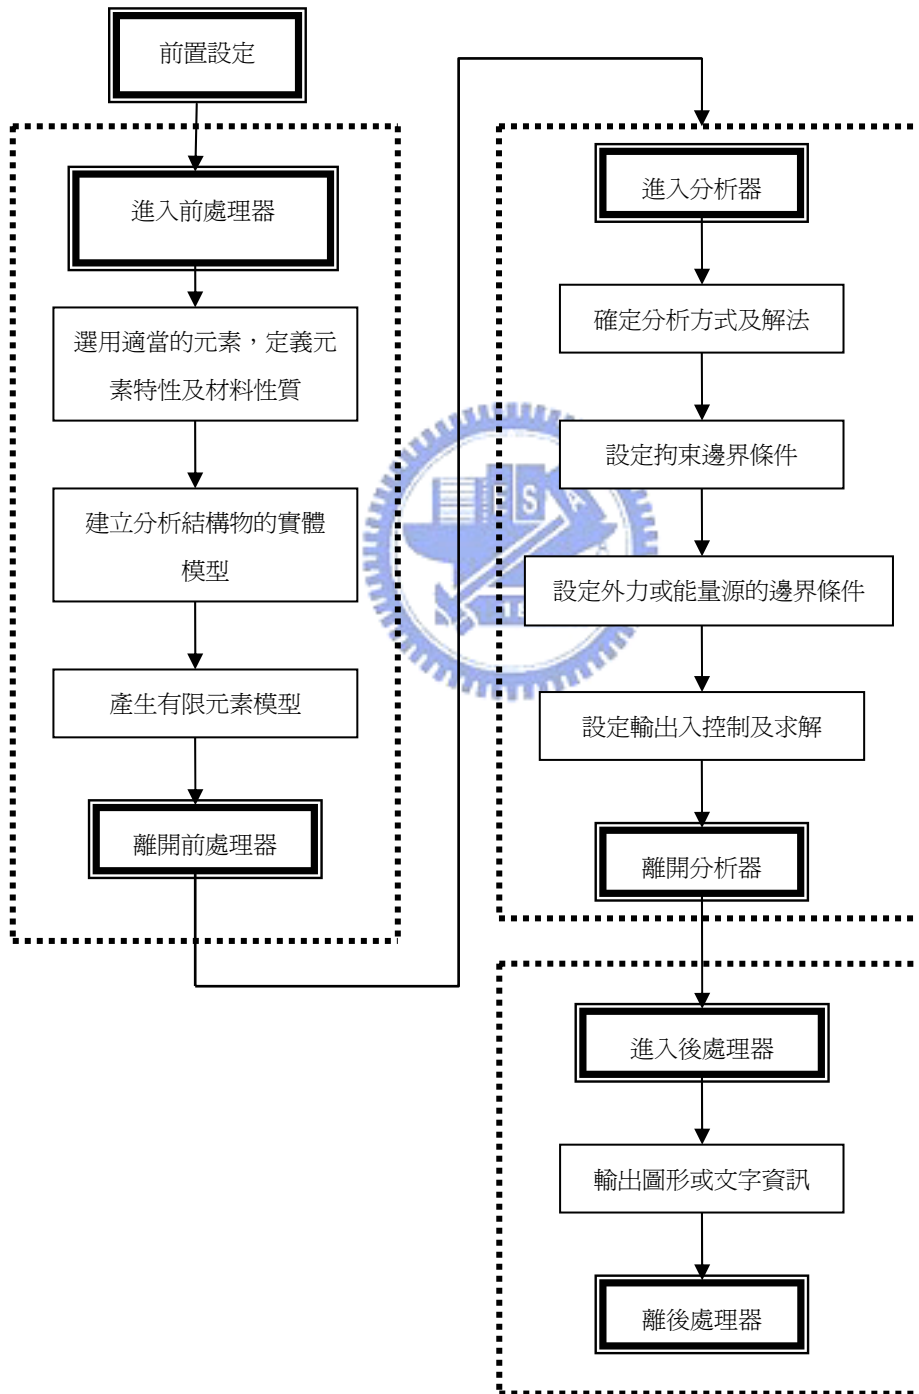 前置設定
進入前處理器
選用適當的元素，定義元
素特性及材料性質
建立分析結構物的實體
模型
產生有限元素模型
離開前處理器
進入分析器
確定分析方式及解法
設定拘束邊界條件
設定外力或能量源的邊界條件
設定輸出入控制及求解
離開分析器
進入後處理器
輸出圖形或文字資訊
離後處理器
E S A